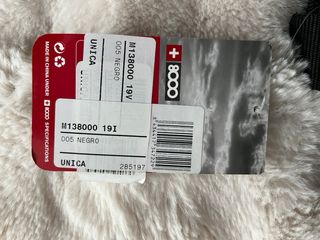 MADE IN CHINA UNDER +8000 SPECIFICATIONS
UNICA
005 NEGRO
M138000 19V
+8000
M138000 19I
005 NEGRO
UNICA
285197